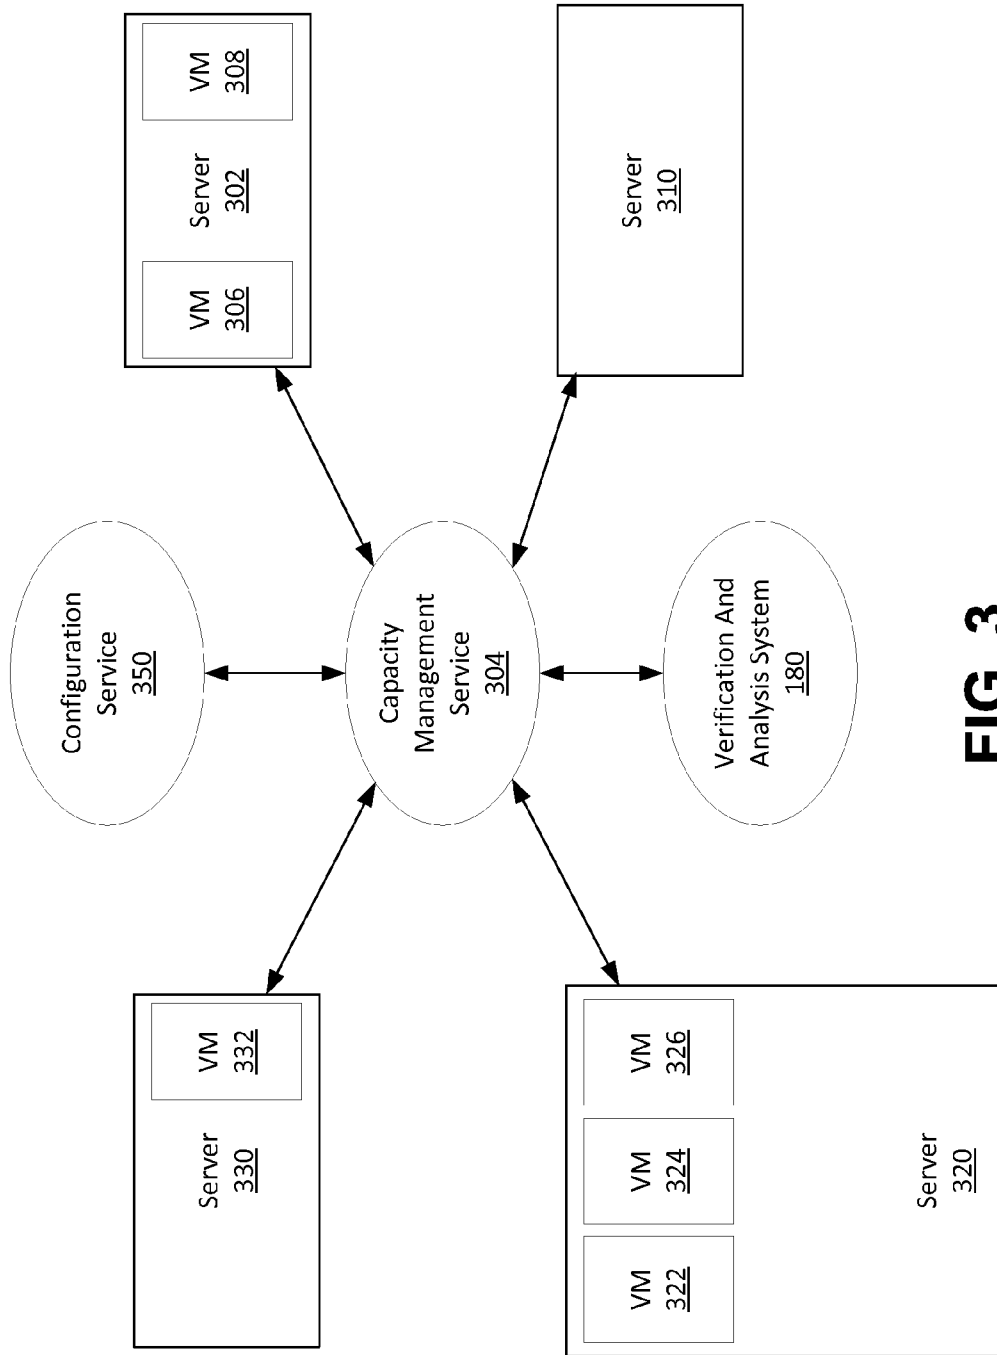 Configuration
Service
350
Server
330
VM
332
VM
306
Server
302
VM
308
Capacity
Management
Service
304
VM
322
VM
324
VM
326
Server
320
Verification And
Analysis System
180
Server
310
FIG. 3